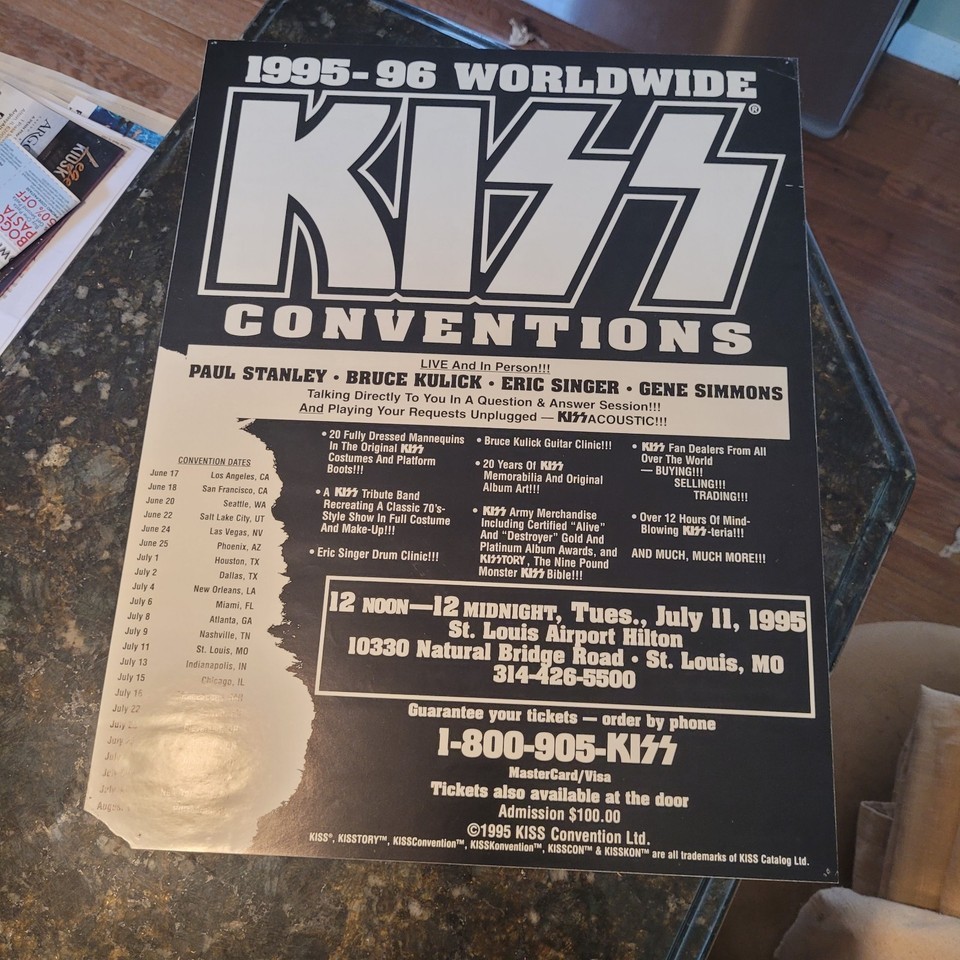 1995-96 WORLDWIDE
KISS®
CONVENTIONS
LIVE And In Person!!!
PAUL STANLEY • BRUCE KULICK • ERIC SINGER • GENE SIMMONS
Talking Directly To You In A Question & Answer Session!!!
And Playing Your Requests Unplugged — KISS ACOUSTIC!!!
CONVENTION DATES
June 17 Los Angeles, CA
June 18 San Francisco, CA
June 20 Seattle, WA
June 22 Salt Lake City, UT
June 24 Las Vegas, NV
June 25 Phoenix, AZ
July 1 Houston, TX
July 2 Dallas, TX
July 4 New Orleans, LA
July 6 Miami, FL
July 8 Atlanta, GA
July 9 Nashville, TN
July 11 St. Louis, MO
July 13 Indianapolis, IN
July 15 Chicago, IL
July 16
July 22
July
• 20 Fully Dressed Mannequins
In The Original KISS
Costumes And Platform
Boots!!!
• A KISS Tribute Band
Recreating A Classic 70's-
Style Show In Full Costume
And Make-Up!!!
• Eric Singer Drum Clinic!!!
• Bruce Kulick Guitar Clinic!!!
• 20 Years Of KISS
Memorabilia And Original
Album Art!!!
• KISS Army Merchandise
Including Certified "Alive"
And "Destroyer" Gold And
Platinum Album Awards, and
KISSTORY, The Nine Pound
Monster KISS Bible!!!
• KISS Fan Dealers From All
Over The World
— BUYING!!!
SELLING!!!
TRADING!!!
• Over 12 Hours Of Mind-
Blowing KISS-teria!!!
AND MUCH, MUCH MORE!!!
12 NOON—12 MIDNIGHT, Tues., July 11, 1995
St. Louis Airport Hilton
10330 Natural Bridge Road • St. Louis, MO
314-426-5500
Guarantee your tickets — order by phone
1-800-905-KISS
MasterCard/Visa
Tickets also available at the door
Admission $100.00
©1995 KISS Convention Ltd.
KISS®, KISSTORY™, KISSConvention™, KISSKonvention™, KISSCON™ & KISSKON™ are all trademarks of KISS Catalog Ltd.
KIOSK
50% OFF